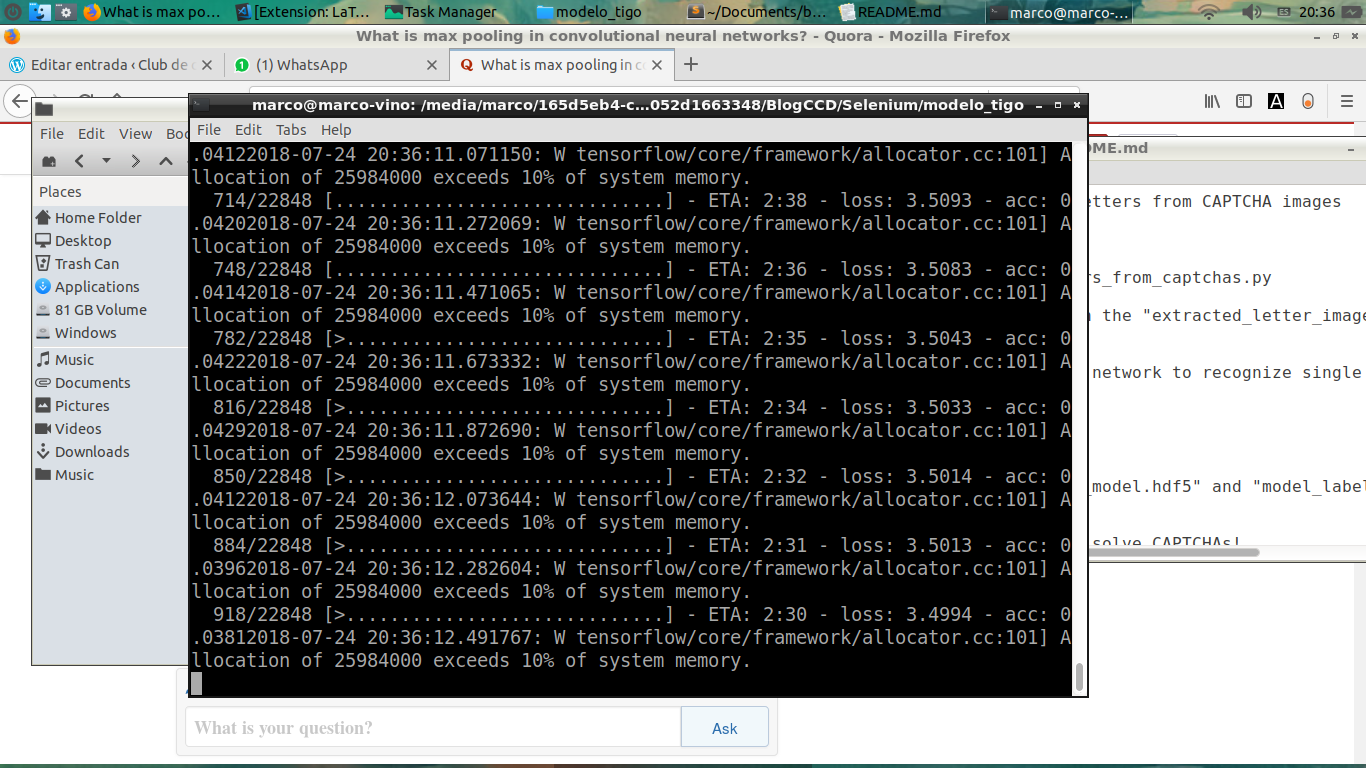 What is max po...
[Extension: LaT...
Task Manager
modelo_tigo
~/Documents/b...
README.md
marco@marco-...
ES
20:36
What is max pooling in convolutional neural networks? - Quora - Mozilla Firefox
Editar entrada ‹ Club de
(1) WhatsApp
What is max pooling in c
marco@marco-vino: /media/marco/165d5eb4-c...052d1663348/BlogCCD/Selenium/modelo_tigo
File Edit View
File Edit Tabs Help
Places
Home Folder
Desktop
Trash Can
Applications
81 GB Volume
Windows
Music
Documents
Pictures
Videos
Downloads
Music
.04122018-07-24 20:36:11.071150: W tensorflow/core/framework/allocator.cc:101] A
llocation of 25984000 exceeds 10% of system memory.
714/22848 [..............................] - ETA: 2:38 - loss: 3.5093 - acc: 0
.04202018-07-24 20:36:11.272069: W tensorflow/core/framework/allocator.cc:101] A
llocation of 25984000 exceeds 10% of system memory.
748/22848 [..............................] - ETA: 2:36 - loss: 3.5083 - acc: 0
.04142018-07-24 20:36:11.471065: W tensorflow/core/framework/allocator.cc:101] A
llocation of 25984000 exceeds 10% of system memory.
782/22848 [>.............................] - ETA: 2:35 - loss: 3.5043 - acc: 0
.04222018-07-24 20:36:11.673332: W tensorflow/core/framework/allocator.cc:101] A
llocation of 25984000 exceeds 10% of system memory.
816/22848 [>.............................] - ETA: 2:34 - loss: 3.5033 - acc: 0
.04292018-07-24 20:36:11.872690: W tensorflow/core/framework/allocator.cc:101] A
llocation of 25984000 exceeds 10% of system memory.
850/22848 [>.............................] - ETA: 2:32 - loss: 3.5014 - acc: 0
.04122018-07-24 20:36:12.073644: W tensorflow/core/framework/allocator.cc:101] A
llocation of 25984000 exceeds 10% of system memory.
884/22848 [>.............................] - ETA: 2:31 - loss: 3.5013 - acc: 0
.03962018-07-24 20:36:12.282604: W tensorflow/core/framework/allocator.cc:101] A
llocation of 25984000 exceeds 10% of system memory.
918/22848 [>.............................] - ETA: 2:30 - loss: 3.4994 - acc: 0
.03812018-07-24 20:36:12.491767: W tensorflow/core/framework/allocator.cc:101] A
llocation of 25984000 exceeds 10% of system memory.
ME.md
etters from CAPTCHA images
rs_from_captchas.py
the "extracted_letter_image
network to recognize single
_model.hdf5" and "model_label
solve CAPTCHAs!
What is your question?
Ask